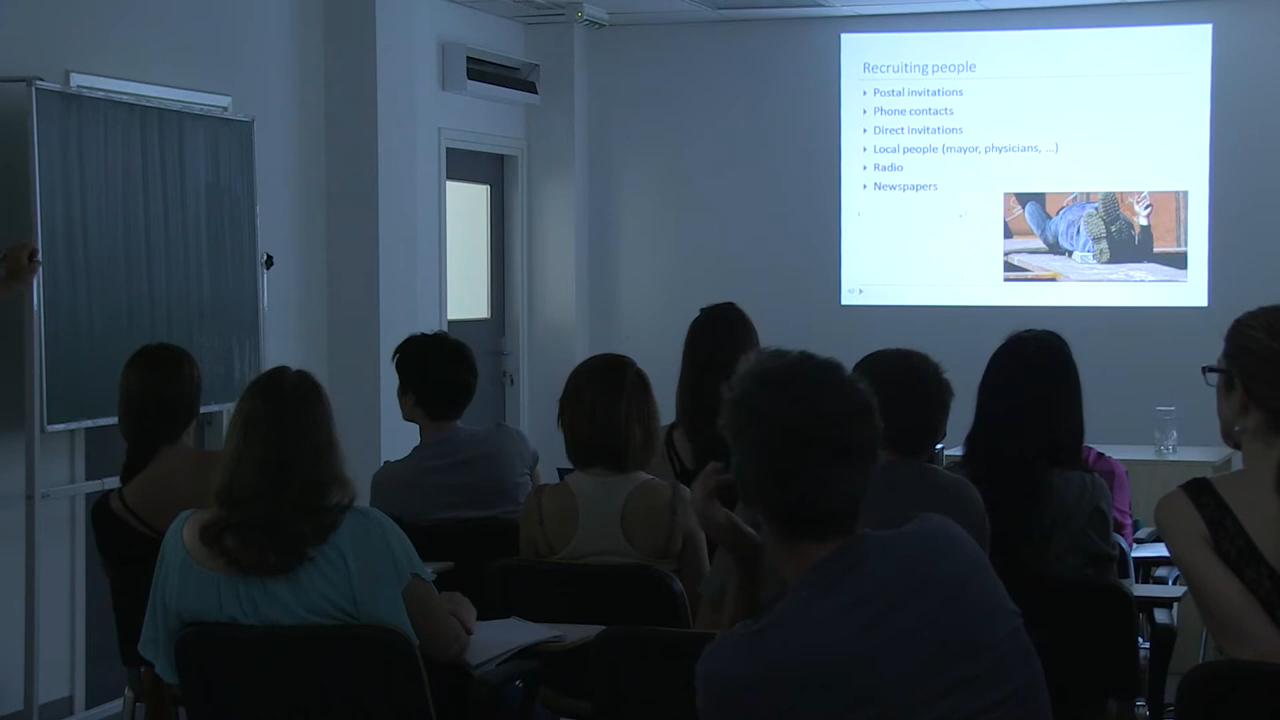 Recruiting people
Postal invitations
Phone contacts
Direct invitations
Local people (mayor, physicians, ...)
Radio
Newspapers